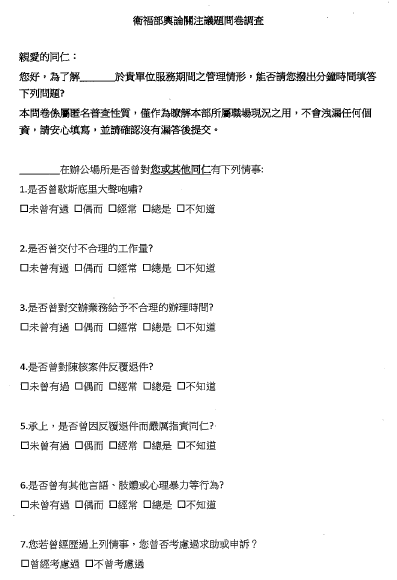 衛福部輿論關注議題問卷調查
親愛的同仁：
您好，為了解______於貴單位服務期間之管理情形，能否請您撥出分鐘時間填答
下列問題?
本問卷係屬匿名普查性質，僅作為瞭解本部所屬職場現況之用，不會洩漏任何個
資，請安心填寫，並請確認沒有漏答後提交。
_______在辦公場所是否曾對您或其他同仁有下列情事:
1.是否曾歇斯底里大聲咆嘯?
□未曾有過 □偶而 □經常 □總是 □不知道
2.是否曾交付不合理的工作量?
□未曾有過 □偶而 □經常 □總是 □不知道
3.是否曾對交辦業務給予不合理的辦理時間?
□未曾有過 □偶而 □經常 □總是 □不知道
4.是否曾對陳核案件反覆退件?
□未曾有過 □偶而 □經常 □總是 □不知道
5.承上，是否曾因反覆退件而嚴厲指責同仁?
□未曾有過 □偶而 □經常 □總是 □不知道
6.是否曾有其他言語、肢體或心理暴力等行為?
□未曾有過 □偶而 □經常 □總是 □不知道
7.您若曾經歷過上列情事，您曾否考慮過求助或申訴？
□曾經考慮過 □不曾考慮過